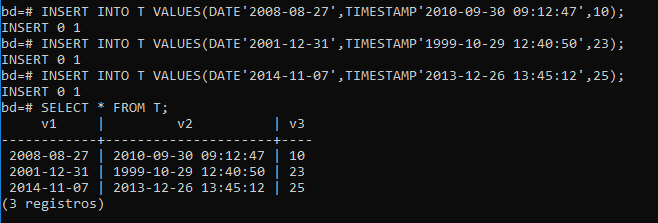 bd=# INSERT INTO T VALUES(DATE'2008-08-27',TIMESTAMP'2010-09-30 09:12:47',10);
INSERT 0 1
bd=# INSERT INTO T VALUES(DATE'2001-12-31',TIMESTAMP'1999-10-29 12:40:50',23);
INSERT 0 1
bd=# INSERT INTO T VALUES(DATE'2014-11-07',TIMESTAMP'2013-12-26 13:45:12',25);
INSERT 0 1
bd=# SELECT * FROM T;
     v1     |         v2          | v3
------------+---------------------+----
 2008-08-27 | 2010-09-30 09:12:47 | 10
 2001-12-31 | 1999-10-29 12:40:50 | 23
 2014-11-07 | 2013-12-26 13:45:12 | 25
(3 registros)